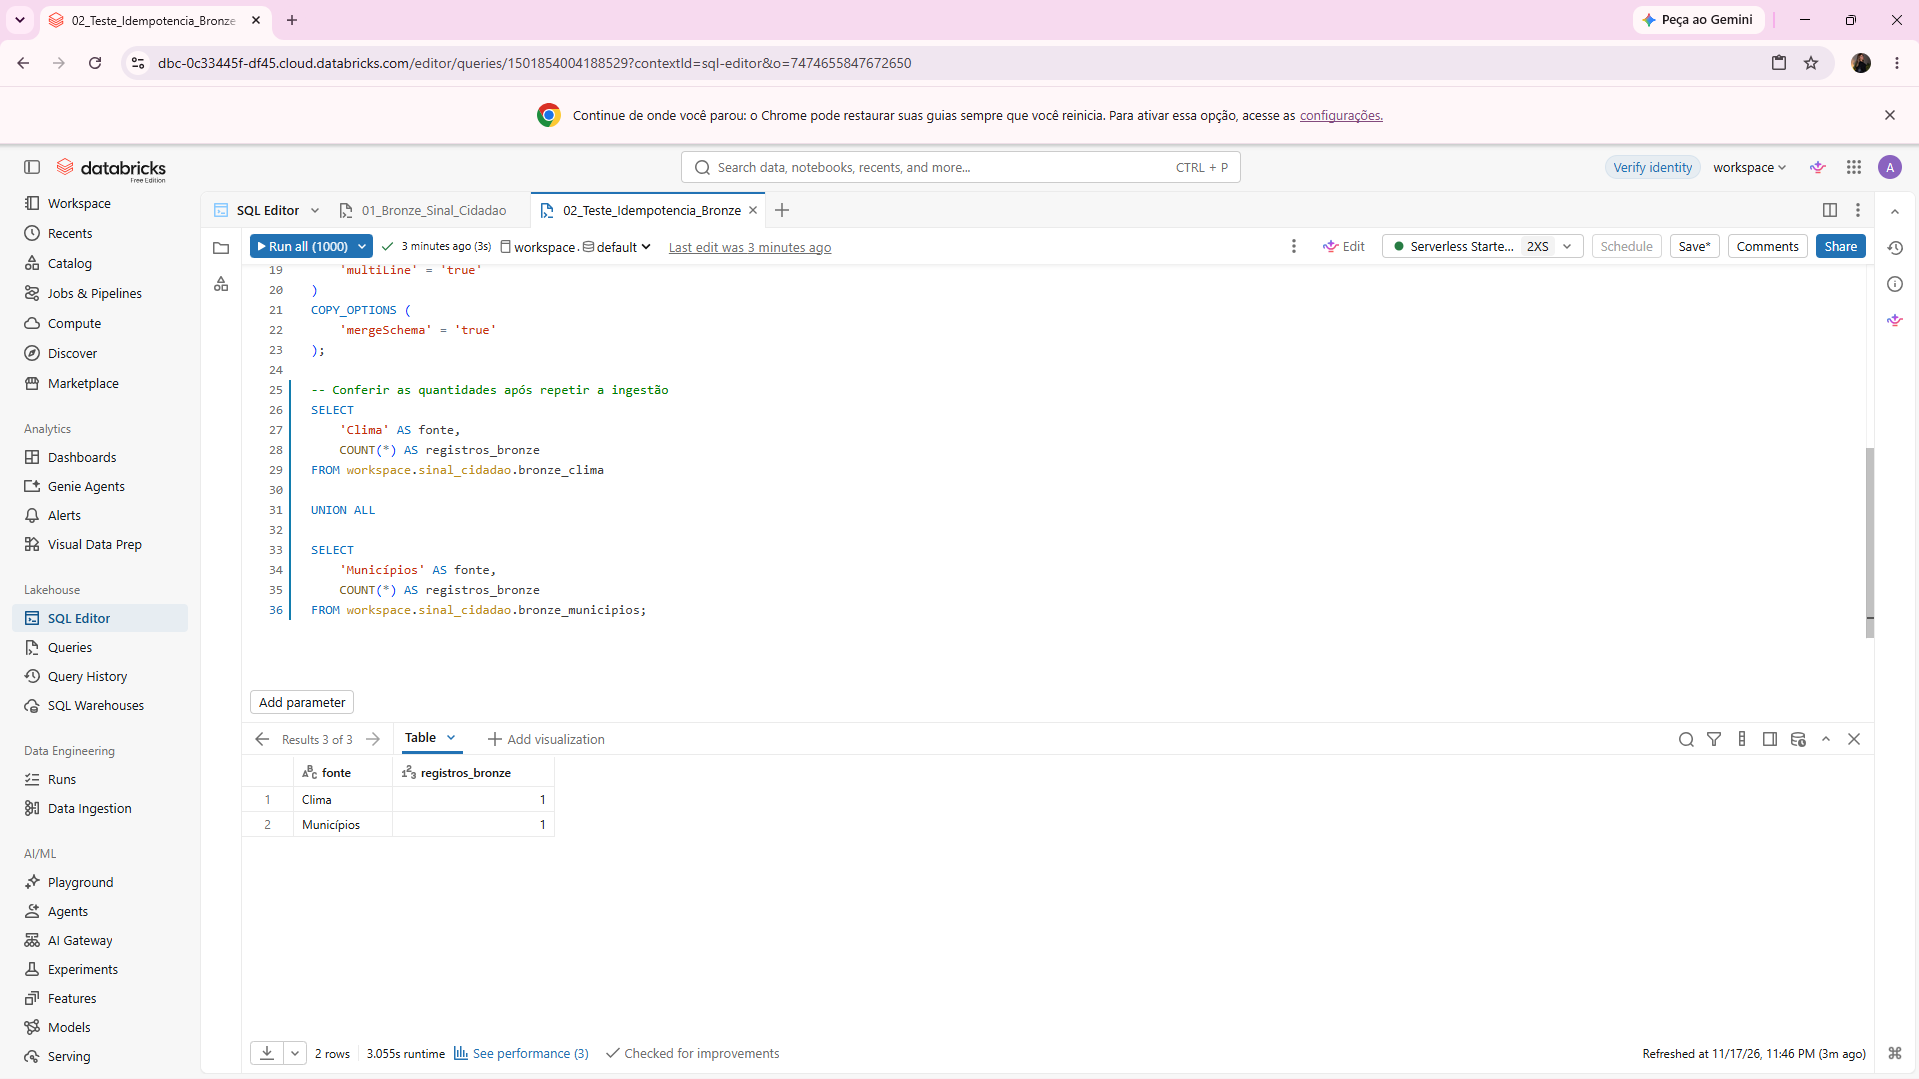 02_Teste_Idempotencia_Bronze
Peça ao Gemini
dbc-0c33445f-df45.cloud.databricks.com/editor/queries/1501854004188529?contextId=sql-editor&o=7474655847672650
Continue de onde você parou: o Chrome pode restaurar suas guias sempre que você reinicia. Para ativar essa opção, acesse as configurações.
databricks
Free Edition
Search data, notebooks, recents, and more... CTRL + P
Verify identity
workspace
A
Workspace
Recents
Catalog
Jobs & Pipelines
Compute
Discover
Marketplace
Analytics
Dashboards
Genie Agents
Alerts
Visual Data Prep
Lakehouse
SQL Editor
Queries
Query History
SQL Warehouses
Data Engineering
Runs
Data Ingestion
AI/ML
Playground
Agents
AI Gateway
Experiments
Features
Models
Serving
SQL Editor
01_Bronze_Sinal_Cidadao
02_Teste_Idempotencia_Bronze
Run all (1000)
3 minutes ago (3s)
workspace.default
Last edit was 3 minutes ago
Edit
Serverless Starte... 2XS
Schedule
Save*
Comments
Share
19 'multiLine' = 'true'
20 )
21 COPY_OPTIONS (
22 'mergeSchema' = 'true'
23 );
24
25 -- Conferir as quantidades após repetir a ingestão
26 SELECT
27 'Clima' AS fonte,
28 COUNT(*) AS registros_bronze
29 FROM workspace.sinal_cidadao.bronze_clima
30
31 UNION ALL
32
33 SELECT
34 'Municípios' AS fonte,
35 COUNT(*) AS registros_bronze
36 FROM workspace.sinal_cidadao.bronze_municipios;
Add parameter
Results 3 of 3
Table
Add visualization
fonte registros_bronze
1 Clima 1
2 Municípios 1
2 rows
3.055s runtime
See performance (3)
Checked for improvements
Refreshed at 11/17/26, 11:46 PM (3m ago)